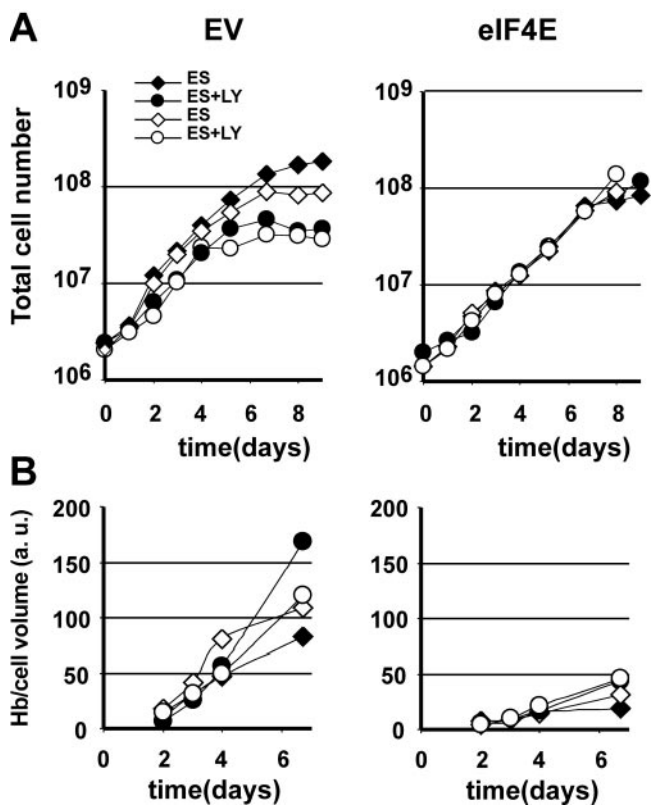 A
EV
eIF4E
ES
ES+LY
ES
ES+LY
Total cell number
10⁹
10⁸
10⁷
10⁶
0 2 4 6 8
time(days)
10⁹
10⁸
10⁷
10⁶
0 2 4 6 8
time(days)
B
Hb/cell volume (a. u.)
200
150
100
50
0
0 2 4 6
time(days)
200
150
100
50
0
0 2 4 6
time(days)